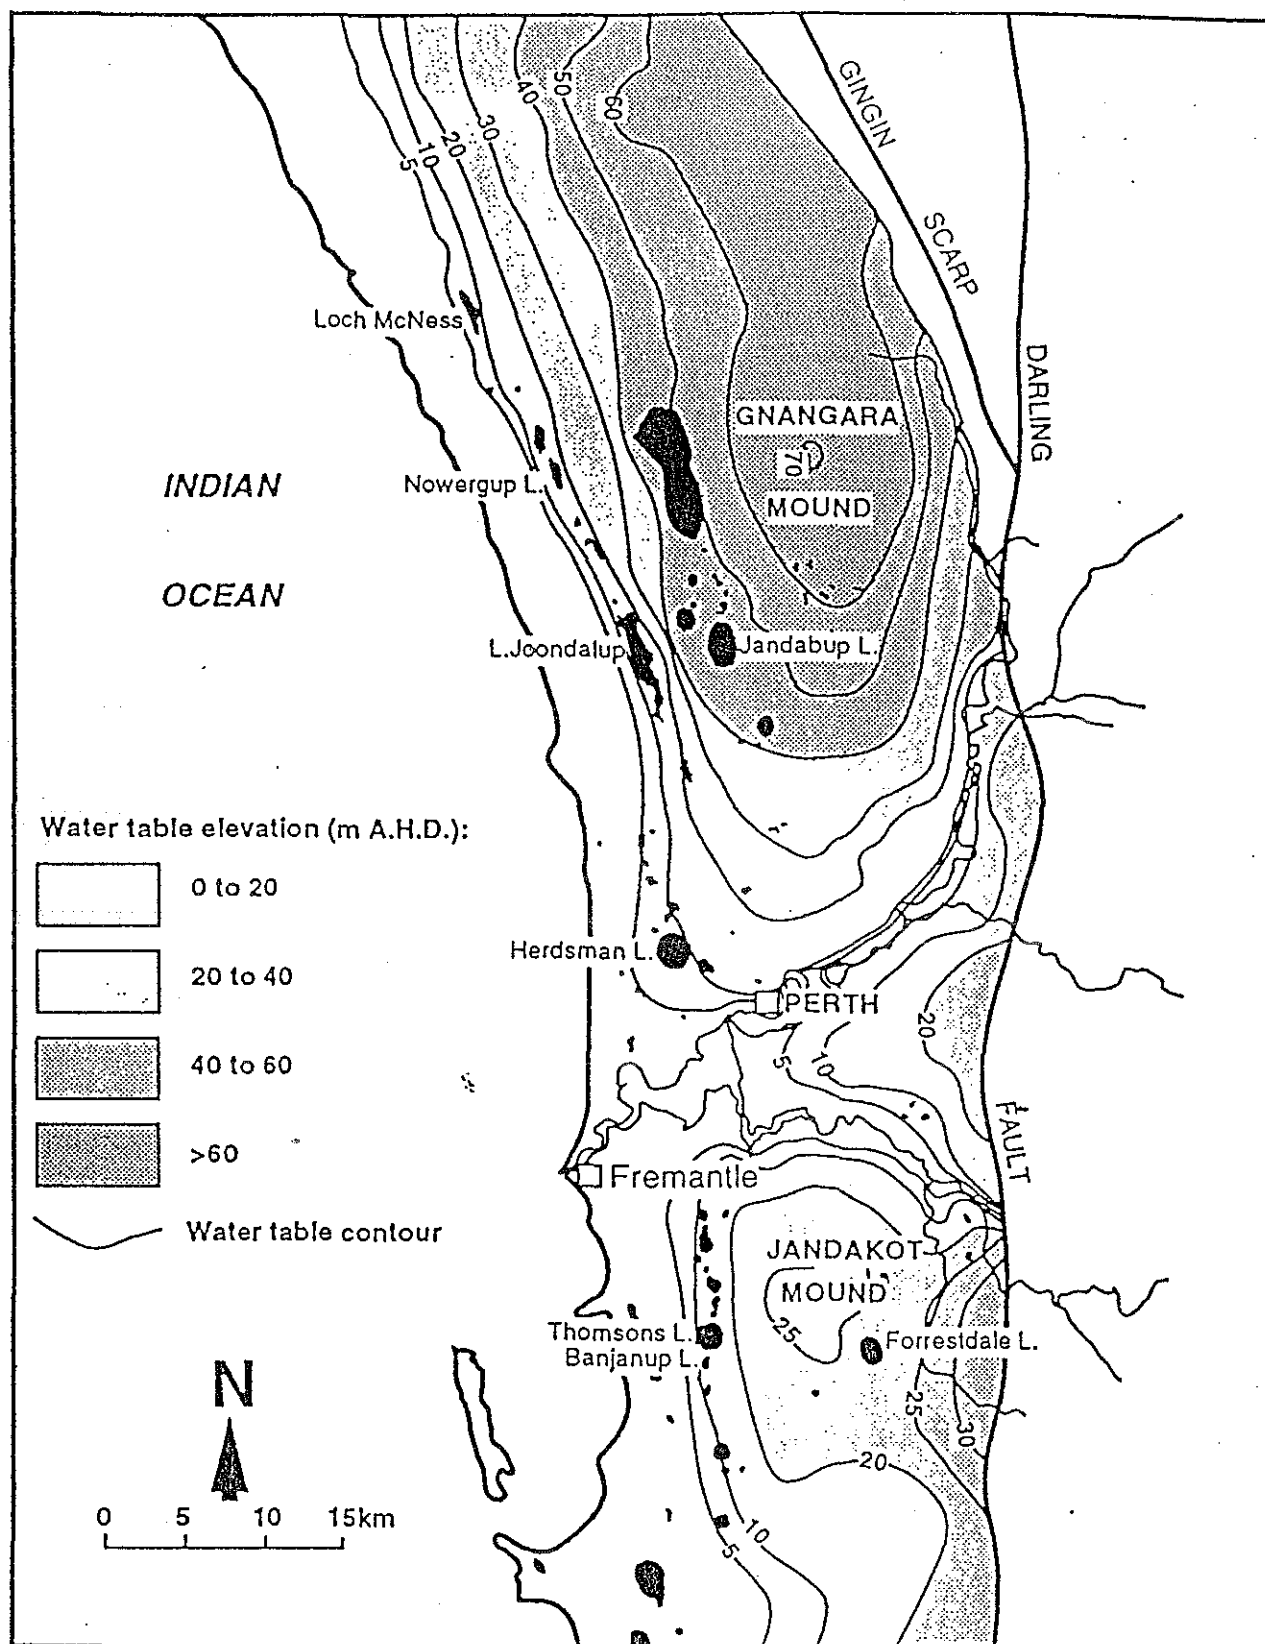 GINGIN
SCARP
DARLING
FAULT
5
10
20
30
40
50
60
Loch McNess
GNANGARA
70
MOUND
Nowergup L.
INDIAN
OCEAN
L.Joondalup
Jandabup L.
Water table elevation (m A.H.D.):
0 to 20
20 to 40
40 to 60
>60
Water table contour
Herdsman L.
PERTH
5
10
20
Fremantle
JANDAKOT
MOUND
25
Thomsons L.
Banjanup L.
Forrestdale L.
25
30
20
10
5
N
0 5 10 15km